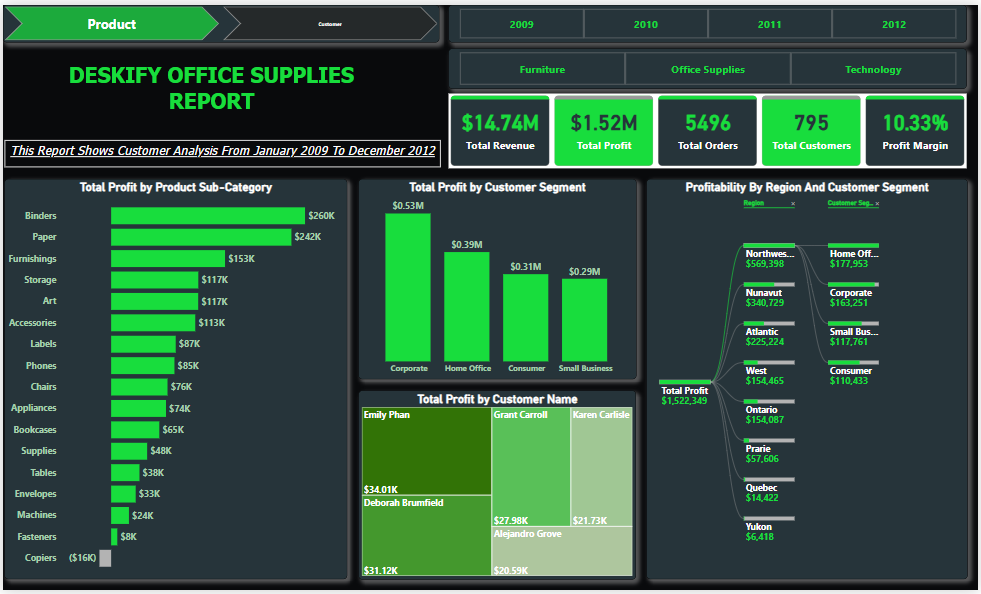 Product
Customer
2009 2010 2011 2012
DESKIFY OFFICE SUPPLIES
REPORT
Furniture Office Supplies Technology
This Report Shows Customer Analysis From January 2009 To December 2012
$14.74M $1.52M 5496 795 10.33%
Total Revenue Total Profit Total Orders Total Customers Profit Margin
Total Profit by Product Sub-Category
Binders $260K
Paper $242K
Furnishings $153K
Storage $117K
Art $117K
Accessories $113K
Labels $87K
Phones $85K
Chairs $76K
Appliances $74K
Bookcases $65K
Supplies $48K
Tables $38K
Envelopes $33K
Machines $24K
Fasteners $8K
Copiers ($16K)
Total Profit by Customer Segment
$0.53M
$0.39M
$0.31M
$0.29M
Corporate Home Office Consumer Small Business
Total Profit by Customer Name
Emily Phan
$34.01K
Deborah Brumfield
$31.12K
Grant Carroll
$27.98K
Karen Carlisle
$21.73K
Alejandro Grove
$20.59K
Profitability By Region And Customer Segment
Region × Customer Seg... ×
Total Profit
$1,522,349
Northwes...
$569,398
Nunavut
$340,729
Atlantic
$225,224
West
$154,465
Ontario
$154,087
Prarie
$57,606
Quebec
$14,422
Yukon
$6,418
Home Off...
$177,953
Corporate
$163,251
Small Bus...
$117,761
Consumer
$110,433